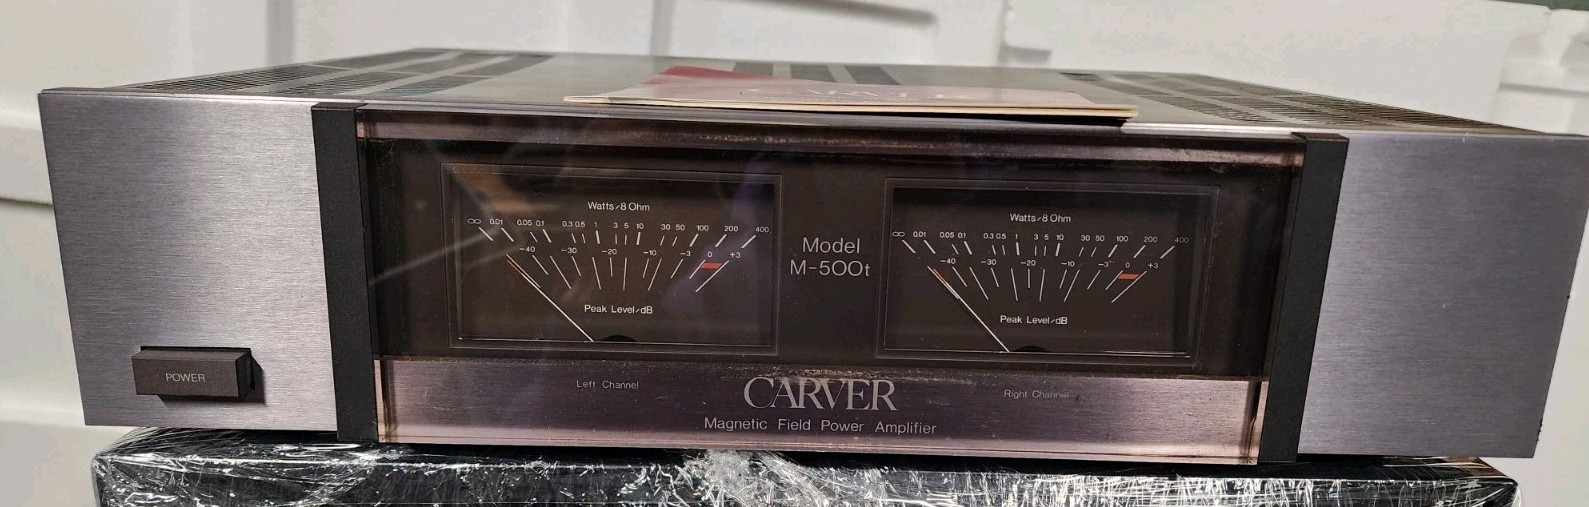 CARVER
Watts/8 Ohm
∞ 0.01 0.05 0.1 0.3 0.5 1 3 5 10 30 50 100 200 400
-40 -30 -20 -10 -3 0 +3
Peak Level/dB
Model
M-500t
Watts/8 Ohm
∞ 0.01 0.05 0.1 0.3 0.5 1 3 5 10 30 50 100 200 400
-40 -30 -20 -10 -3 0 +3
Peak Level/dB
POWER
Left Channel
CARVER
Right Channel
Magnetic Field Power Amplifier